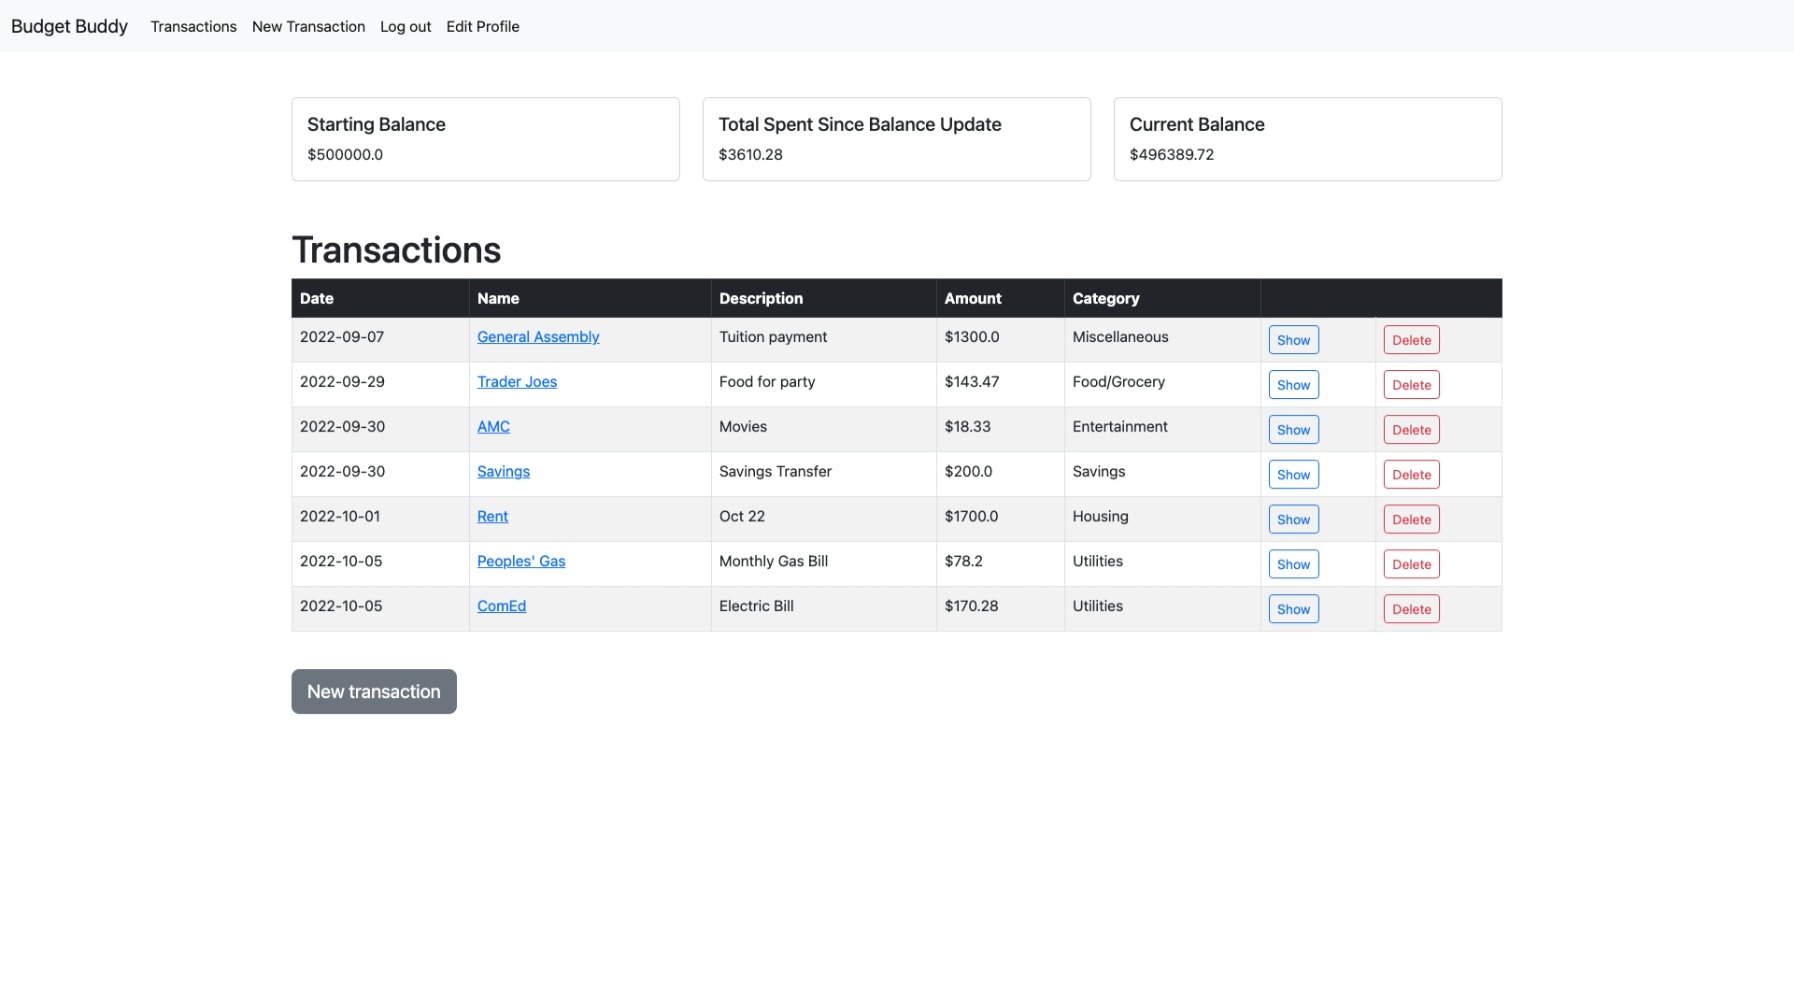 Budget Buddy Transactions New Transaction Log out Edit Profile
Starting Balance Total Spent Since Balance Update Current Balance
$500000.0 $3610.28 $496389.72
Transactions
Date Name Description Amount Category
2022-09-07 General Assembly Tuition payment $1300.0 Miscellaneous Show Delete
2022-09-29 Trader Joes Food for party $143.47 Food/Grocery Show Delete
2022-09-30 AMC Movies $18.33 Entertainment Show Delete
2022-09-30 Savings Savings Transfer $200.0 Savings Show Delete
2022-10-01 Rent Oct 22 $1700.0 Housing Show Delete
2022-10-05 Peoples' Gas Monthly Gas Bill $78.2 Utilities Show Delete
2022-10-05 ComEd Electric Bill $170.28 Utilities Show Delete
New transaction